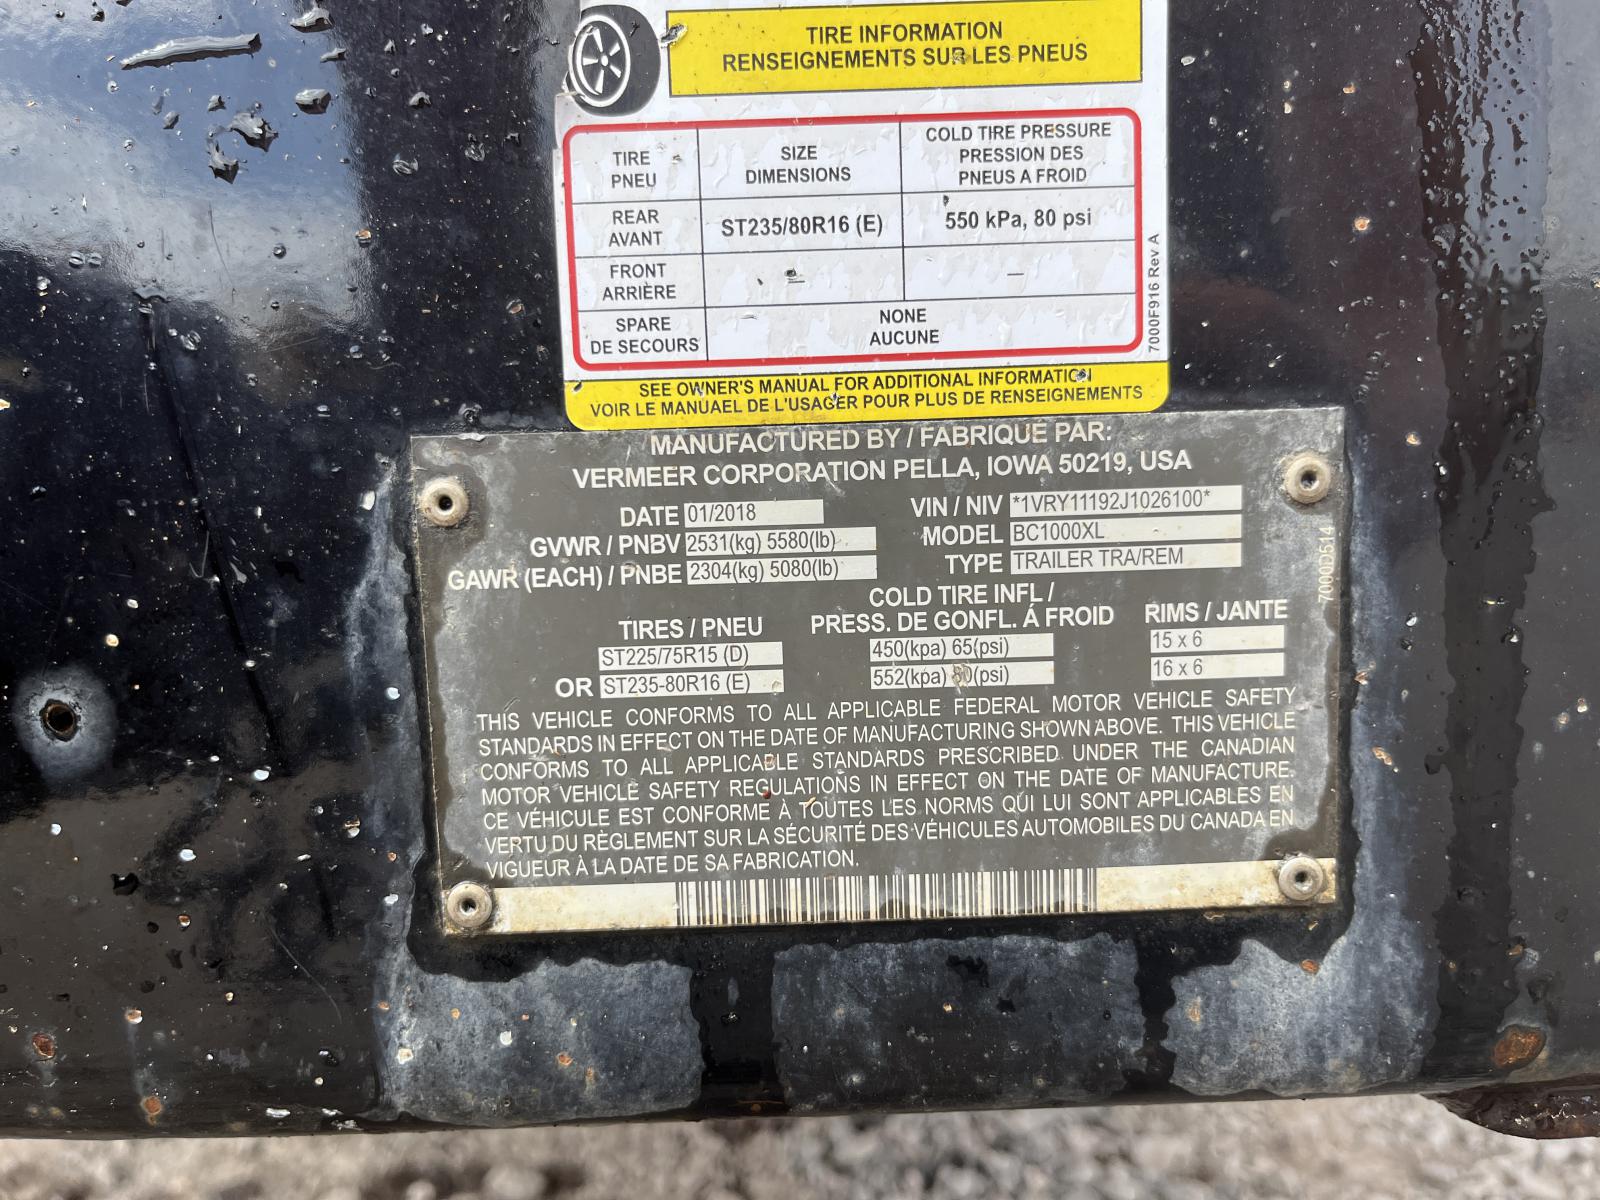 TIRE INFORMATION
RENSEIGNEMENTS SUR LES PNEUS
TIRE
PNEU
SIZE
DIMENSIONS
COLD TIRE PRESSURE
PRESSION DES
PNEUS A FROID
REAR
AVANT
ST235/80R16 (E)
550 kPa, 80 psi
FRONT
ARRIÈRE
–
–
SPARE
DE SECOURS
NONE
AUCUNE
7000F916 Rev A
SEE OWNER'S MANUAL FOR ADDITIONAL INFORMATION
VOIR LE MANUAEL DE L'USAGER POUR PLUS DE RENSEIGNEMENTS
MANUFACTURED BY / FABRIQUÉ PAR:
VERMEER CORPORATION PELLA, IOWA 50219, USA
DATE 01/2018
VIN / NIV *1VRY11192J1026100*
GVWR / PNBV 2531(kg) 5580(lb)
MODEL BC1000XL
GAWR (EACH) / PNBE 2304(kg) 5080(lb)
TYPE TRAILER TRA/REM
7000D514
TIRES / PNEU
COLD TIRE INFL /
PRESS. DE GONFL. Á FROID
RIMS / JANTE
ST225/75R15 (D) 450(kpa) 65(psi) 15 x 6
OR ST235-80R16 (E) 552(kpa) 80(psi) 16 x 6
THIS VEHICLE CONFORMS TO ALL APPLICABLE FEDERAL MOTOR VEHICLE SAFETY
STANDARDS IN EFFECT ON THE DATE OF MANUFACTURING SHOWN ABOVE. THIS VEHICLE
CONFORMS TO ALL APPLICABLE STANDARDS PRESCRIBED UNDER THE CANADIAN
MOTOR VEHICLE SAFETY REGULATIONS IN EFFECT ON THE DATE OF MANUFACTURE.
CE VÉHICULE EST CONFORME À TOUTES LES NORMS QUI LUI SONT APPLICABLES EN
VERTU DU RÈGLEMENT SUR LA SÉCURITÉ DES VÉHICULES AUTOMOBILES DU CANADA EN
VIGUEUR À LA DATE DE SA FABRICATION.